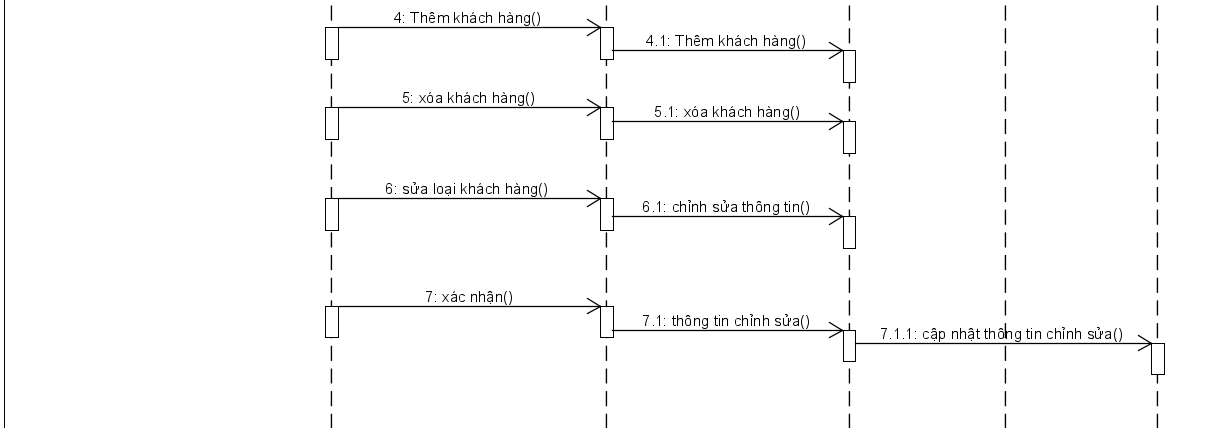 4: Thêm khách hàng()
4.1: Thêm khách hàng()
5: xóa khách hàng()
5.1: xóa khách hàng()
6: sửa loại khách hàng()
6.1: chỉnh sửa thông tin()
7: xác nhận()
7.1: thông tin chỉnh sửa()
7.1.1: cập nhật thông tin chỉnh sửa()